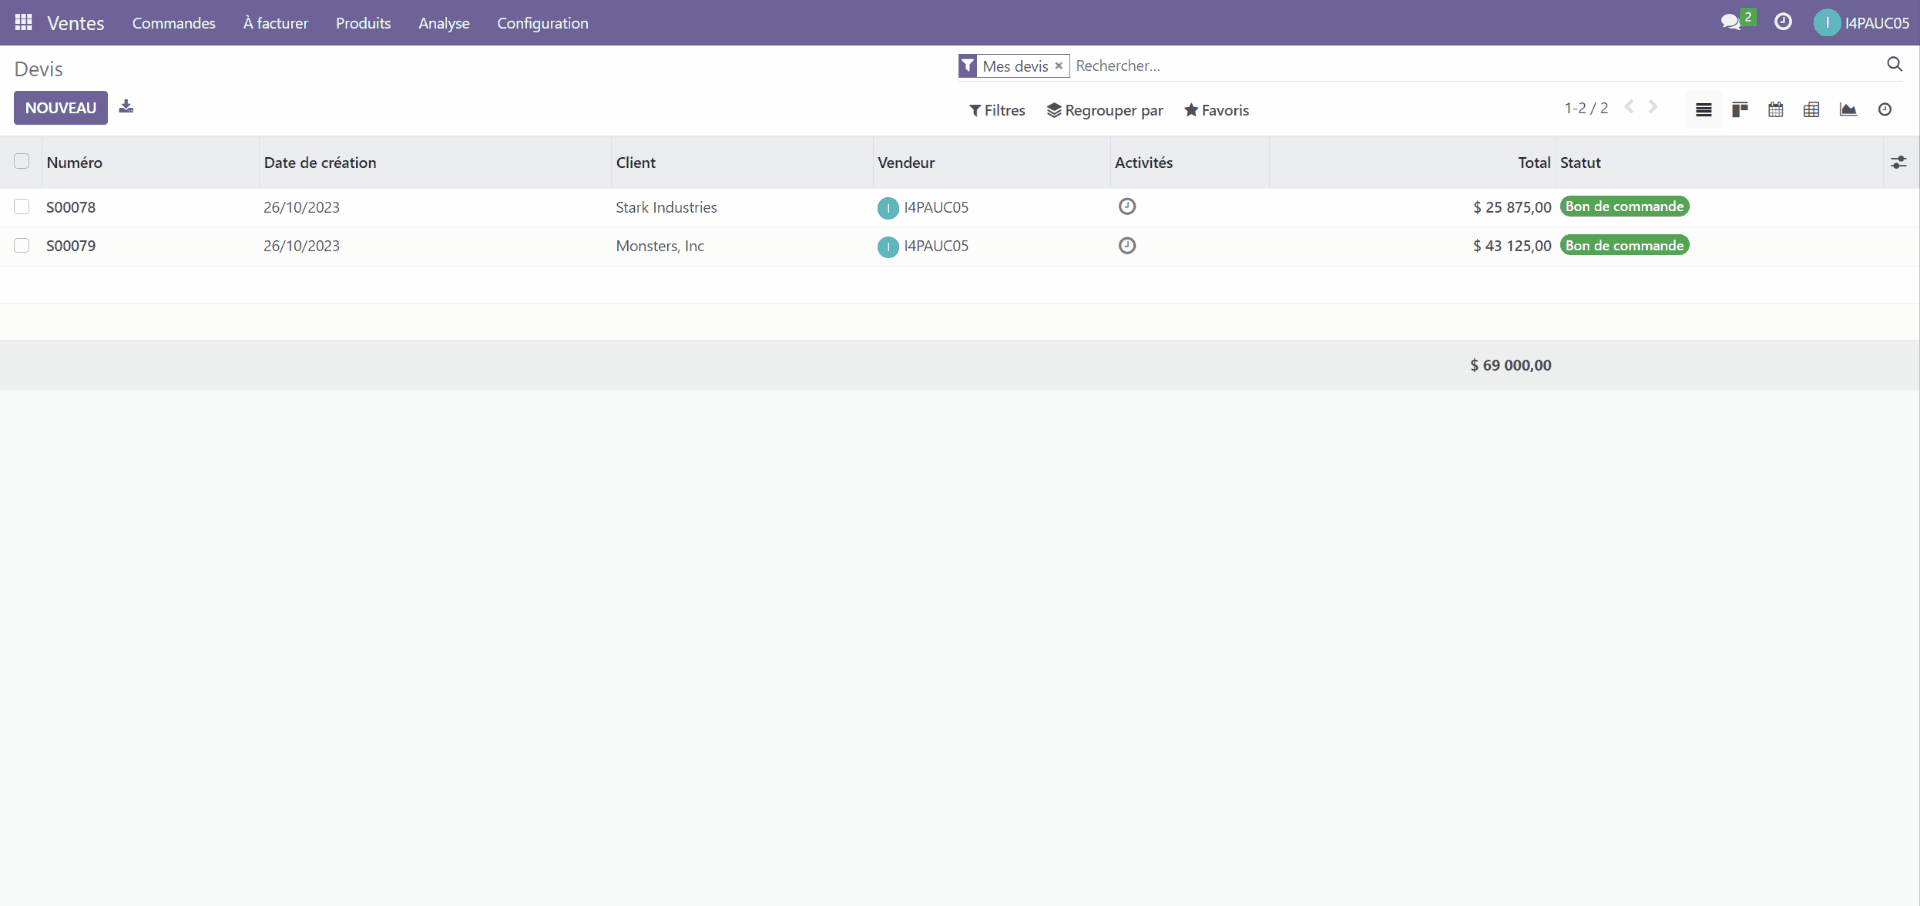 Ventes Commandes À facturer Produits Analyse Configuration 2 I I4PAUC05
Devis Mes devis × Rechercher...
NOUVEAU Filtres Regrouper par Favoris 1-2 / 2
Numéro Date de création Client Vendeur Activités Total Statut
S00078 26/10/2023 Stark Industries I I4PAUC05 $ 25 875,00 Bon de commande
S00079 26/10/2023 Monsters, Inc I I4PAUC05 $ 43 125,00 Bon de commande
$ 69 000,00